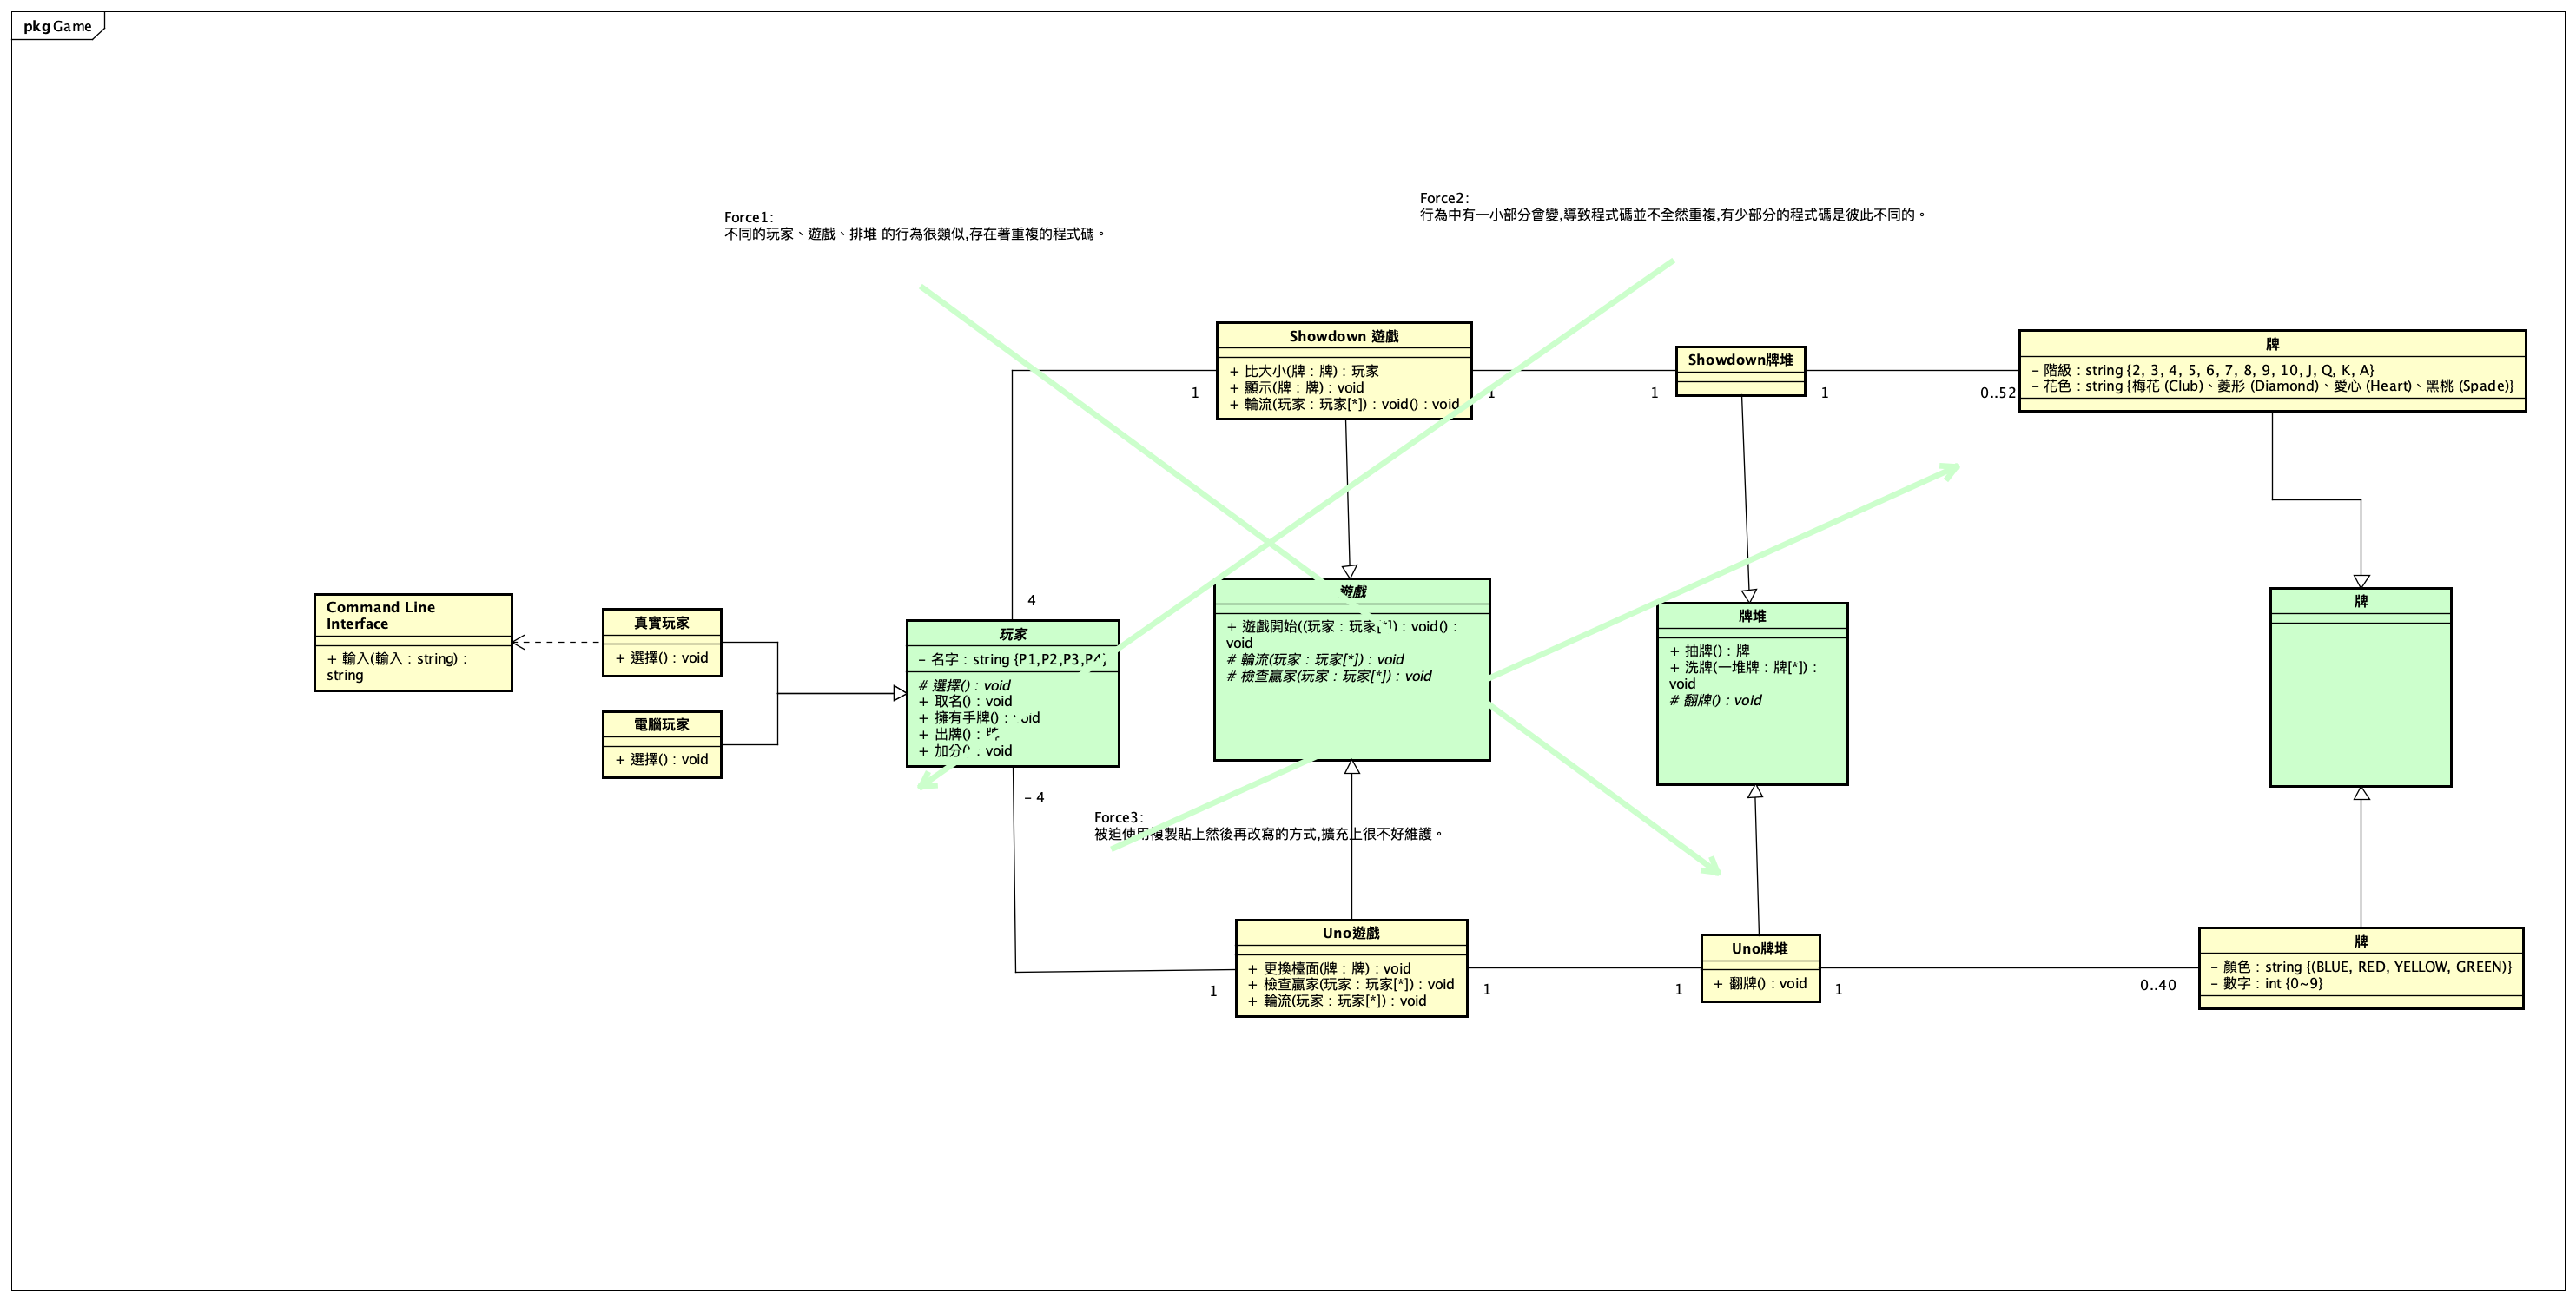 pkg Game
Force1:
不同的玩家、遊戲、排堆 的行為很類似,存在著重複的程式碼。
Force2:
行為中有一小部分會變,導致程式碼並不全然重複,有少部分的程式碼是彼此不同的。
Showdown 遊戲
+ 比大小(牌 : 牌) : 玩家
+ 顯示(牌 : 牌) : void
+ 輪流(玩家 : 玩家[*]) : void() : void
1
1
Showdown牌堆
1
1
0..52
牌
- 階級 : string {2, 3, 4, 5, 6, 7, 8, 9, 10, J, Q, K, A}
- 花色 : string {梅花 (Club)、菱形 (Diamond)、愛心 (Heart)、黑桃 (Spade)}
4
Command Line
Interface
+ 輸入(輸入 : string) :
string
真實玩家
+ 選擇() : void
電腦玩家
+ 選擇() : void
玩家
- 名字 : string {P1,P2,P3,P4}
# 選擇() : void
+ 取名() : void
+ 擁有手牌() : void
+ 出牌() : 牌
+ 加分() : void
遊戲
+ 遊戲開始((玩家 : 玩家[*]) : void() :
void
# 輪流(玩家 : 玩家[*]) : void
# 檢查贏家(玩家 : 玩家[*]) : void
牌堆
+ 抽牌() : 牌
+ 洗牌(一堆牌 : 牌[*]) :
void
# 翻牌() : void
牌
- 4
Force3:
被迫使用複製貼上然後再改寫的方式,擴充上很不好維護。
Uno遊戲
+ 更換檯面(牌 : 牌) : void
+ 檢查贏家(玩家 : 玩家[*]) : void
+ 輪流(玩家 : 玩家[*]) : void
1
1
Uno牌堆
+ 翻牌() : void
1
1
0..40
牌
- 顏色 : string {(BLUE, RED, YELLOW, GREEN)}
- 數字 : int {0~9}